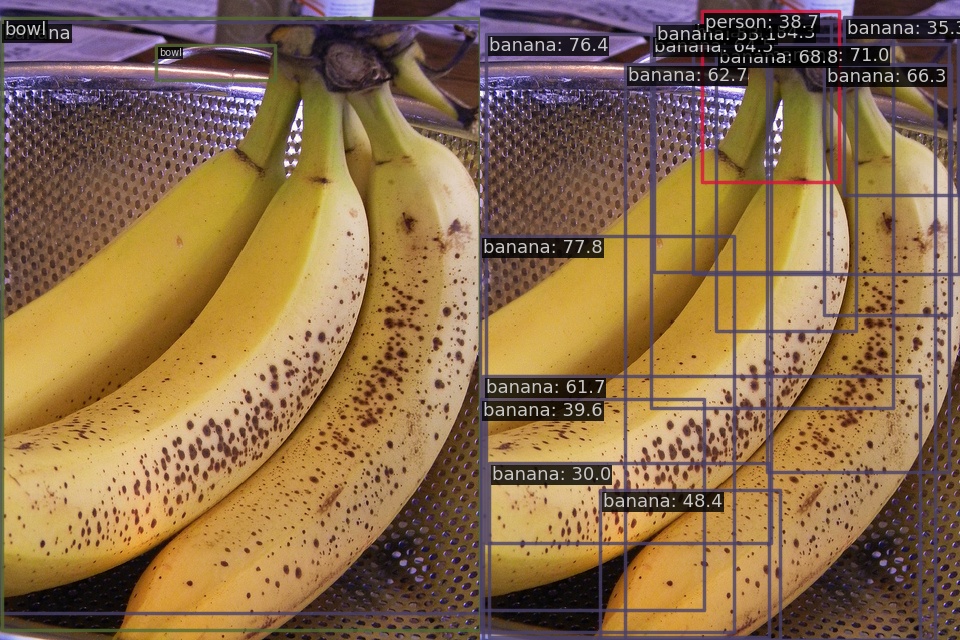 bowl
na
bowl
person: 38.7
banana: 76.4
banana: 64.5
banana: 68.8
71.0
banana: 35.3
banana: 62.7
banana: 66.3
banana: 77.8
banana: 61.7
banana: 39.6
banana: 30.0
banana: 48.4